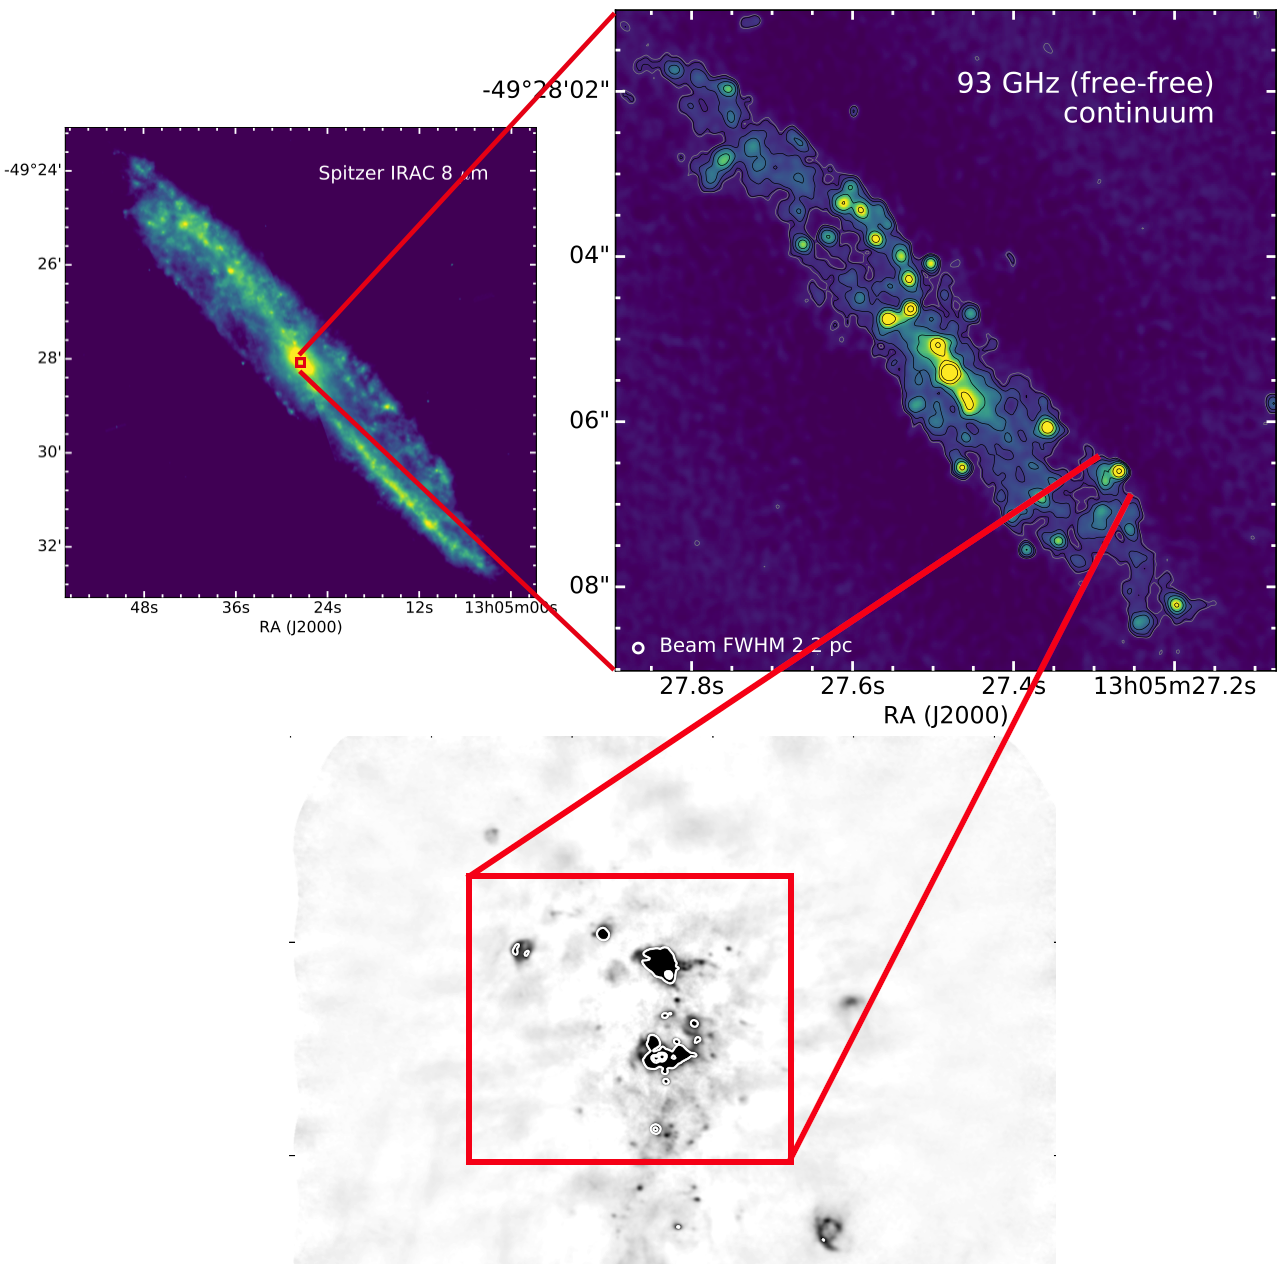 -49°28'02"
93 GHz (free-free)
continuum
04"
06"
08"
Beam FWHM 2.2 pc
27.8s
27.6s
27.4s
13h05m27.2s
RA (J2000)
Spitzer IRAC 8 m
-49°24'
26'
28'
30'
32'
48s
36s
24s
12s
13h05m00s
RA (J2000)